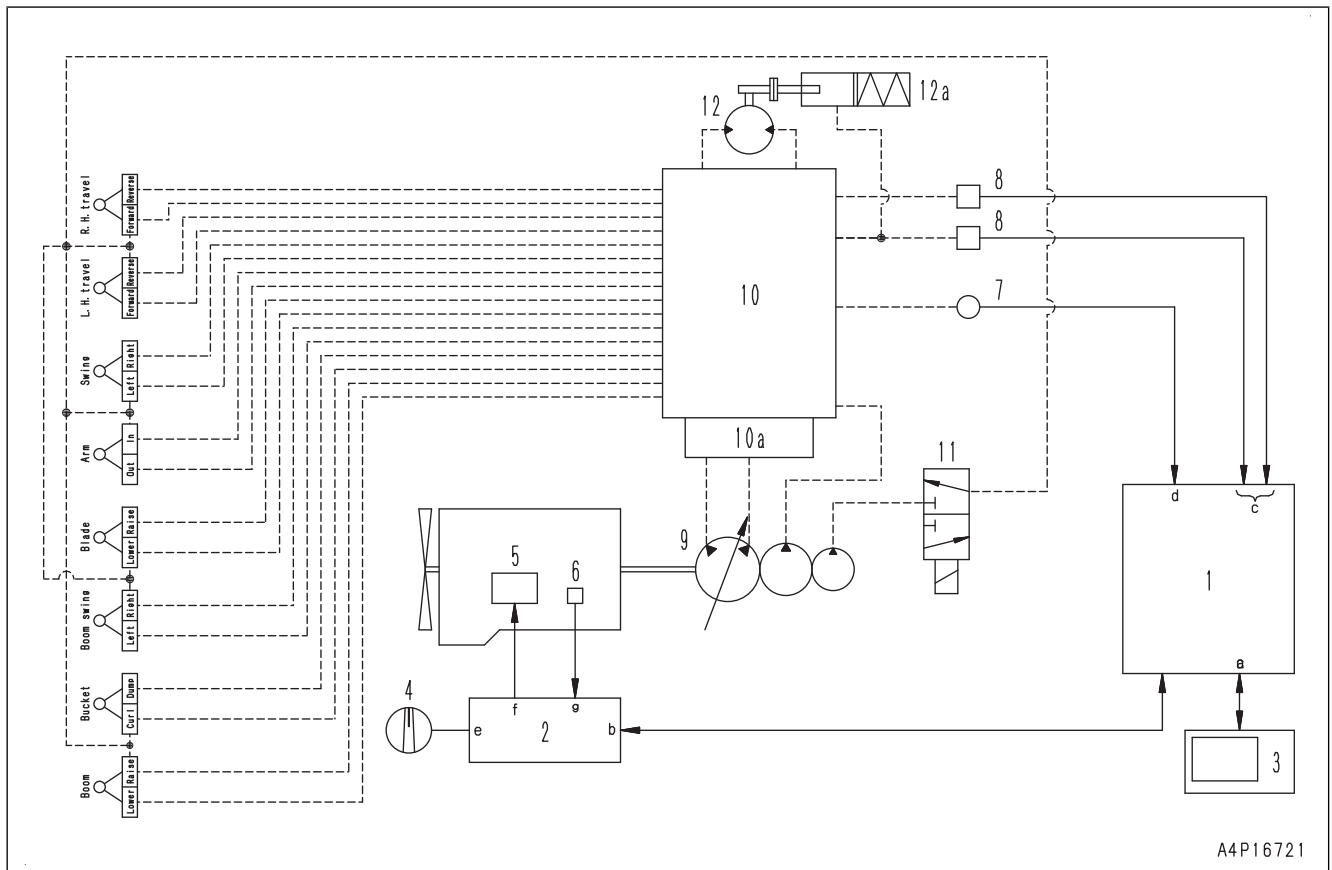 12
12a
R.H. travel
Reverse
Forward
L.H. travel
Reverse
Forward
Swing
Right
Left
Arm
In
Out
Blade
Raise
Lower
Boom swing
Right
Left
Bucket
Dump
Curl
Boom
Raise
Lower
8
8
7
10
10a
11
9
5
6
4
e
f
g
2
b
d
c
1
a
3
A4P16721